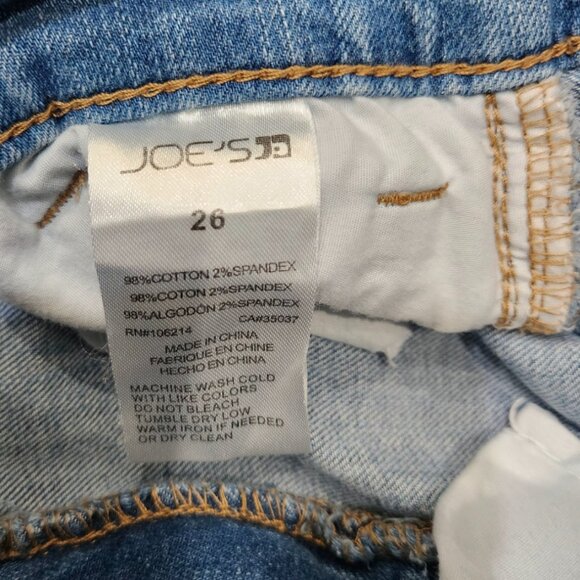 JOE'S
26
98%COTTON 2%SPANDEX
98%COTON 2%SPANDEX
98%ALGODÓN 2%SPANDEX
RN#106214 CA#35037
MADE IN CHINA
FABRIQUE EN CHINE
HECHO EN CHINA
MACHINE WASH COLD
WITH LIKE COLORS
DO NOT BLEACH
TUMBLE DRY LOW
WARM IRON IF NEEDED
OR DRY CLEAN